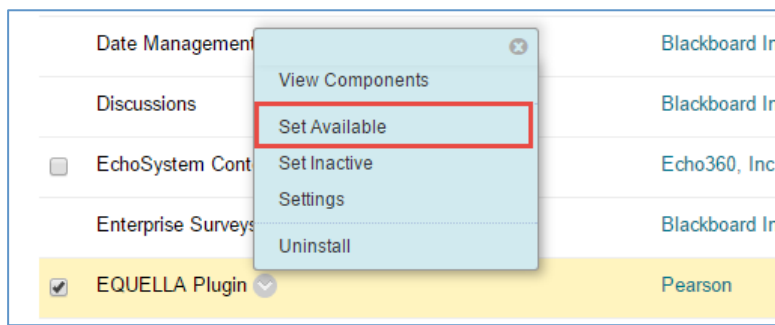 Date Management Blackboard In
View Components
Discussions Blackboard In
Set Available
EchoSystem Cont Set Inactive Echo360, Inc
Settings
Enterprise Surveys Blackboard In
Uninstall
EQUELLA Plugin Pearson